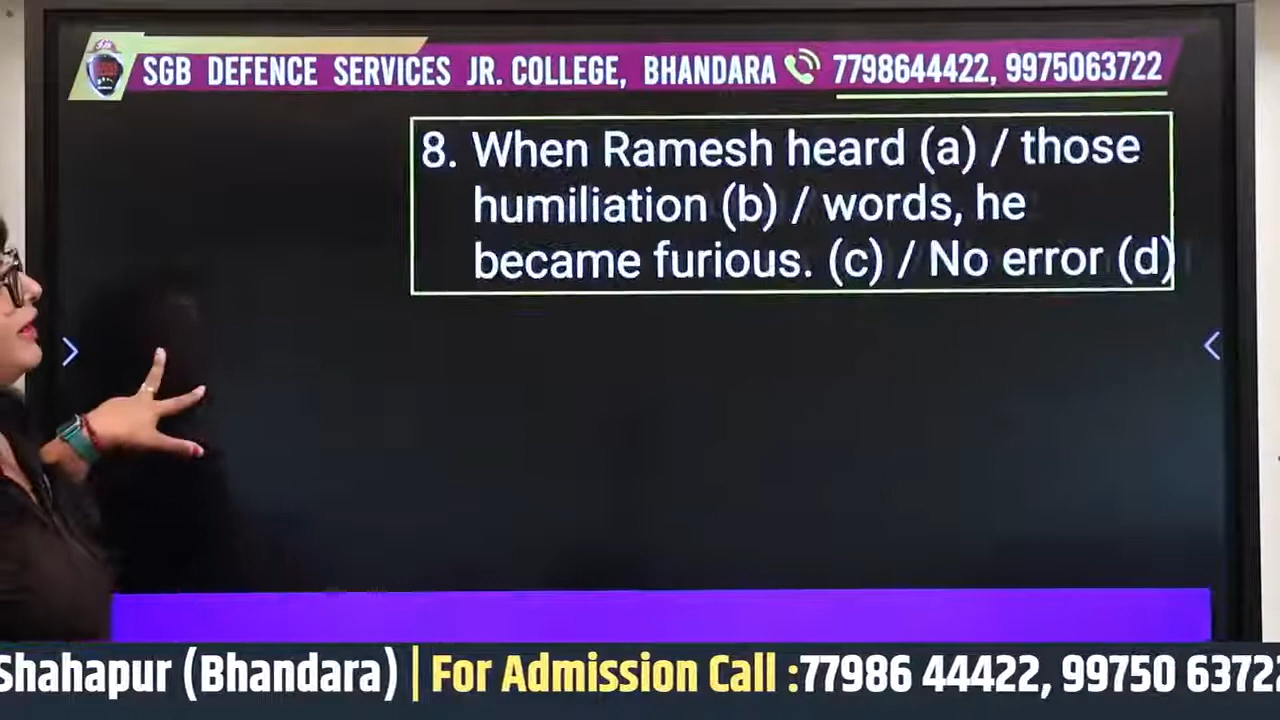 SGB DEFENCE SERVICES JR. COLLEGE, BHANDARA 7798644422, 9975063722
8. When Ramesh heard (a) / those
humiliation (b) / words, he
became furious. (c) / No error (d)
Shahapur (Bhandara) | For Admission Call :77986 44422, 99750 63722